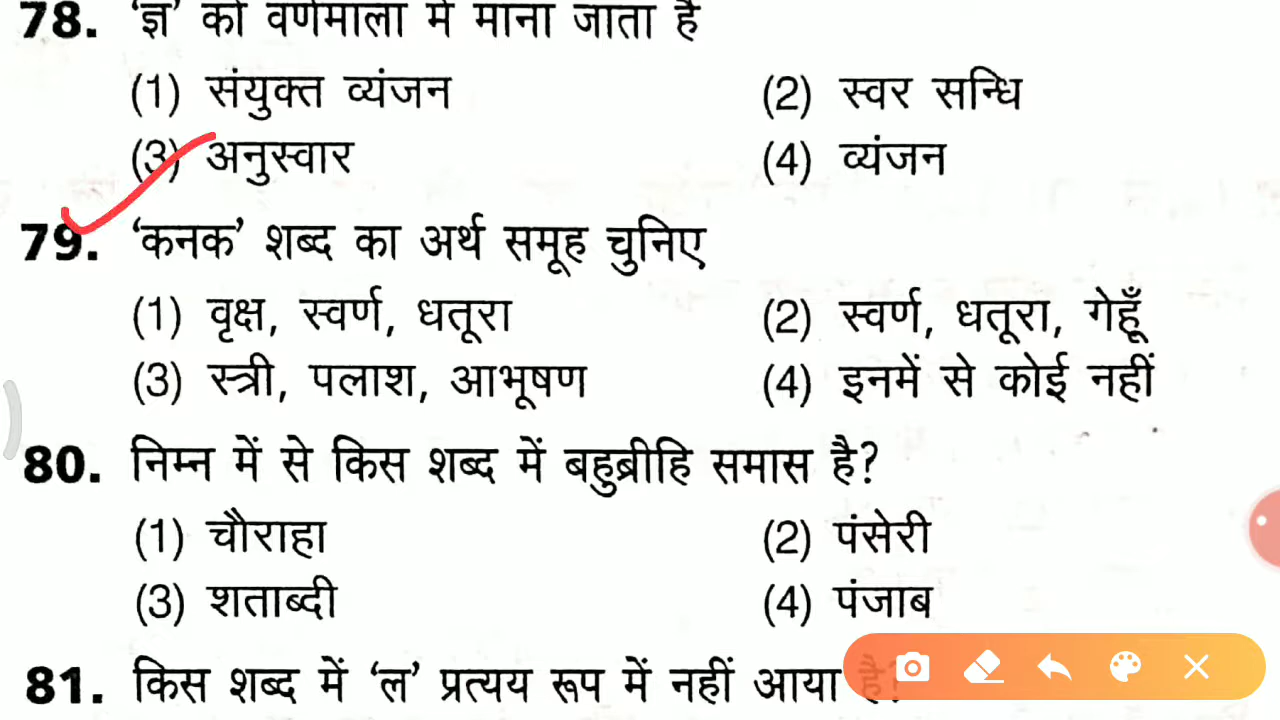 78. 'ज्ञ' को वर्णमाला में माना जाता है
(1) संयुक्त व्यंजन (2) स्वर सन्धि
(3) अनुस्वार (4) व्यंजन
79. 'कनक' शब्द का अर्थ समूह चुनिए
(1) वृक्ष, स्वर्ण, धतूरा (2) स्वर्ण, धतूरा, गेहूँ
(3) स्त्री, पलाश, आभूषण (4) इनमें से कोई नहीं
80. निम्न में से किस शब्द में बहुब्रीहि समास है?
(1) चौराहा (2) पंसेरी
(3) शताब्दी (4) पंजाब
81. किस शब्द में 'ल' प्रत्यय रूप में नहीं आया है?